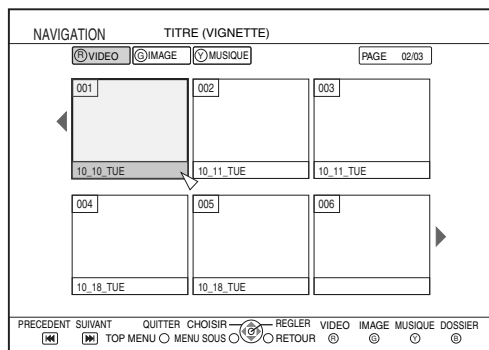 NAVIGATION TITRE (VIGNETTE)
R VIDEO G IMAGE Y MUSIQUE PAGE 02/03
001 002 003
10_10_TUE 10_11_TUE 10_11_TUE
004 005 006
10_18_TUE 10_18_TUE
PRECEDENT SUIVANT QUITTER CHOISIR REGLER VIDEO IMAGE MUSIQUE DOSSIER
TOP MENU MENU SOUS RETOUR R G Y B